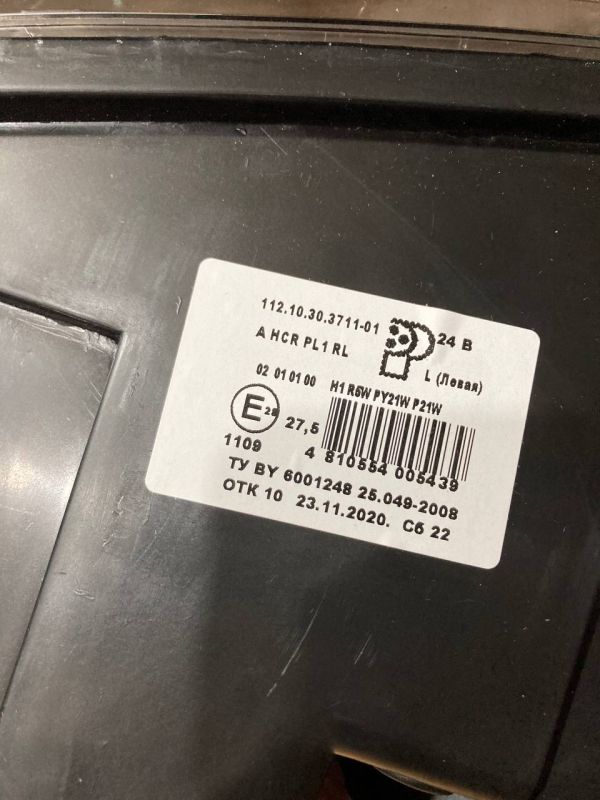 112.10.30.3711-01
24 В
A HCR PL1 RL
L (Левая)
02 01 01 00 H1 R5W PY21W P21W
E 28 27,5
1109
4 810554 005439
ТУ BY 6001248 25.049-2008
ОТК 10 23.11.2020. Сб 22